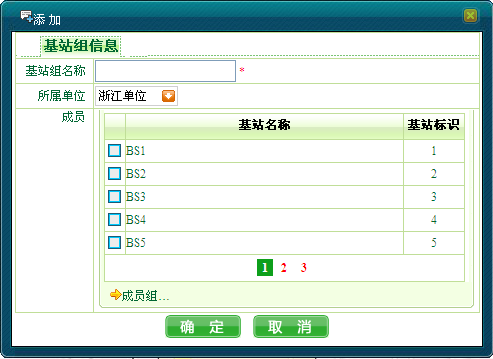 添 加
基站组信息
基站组名称 *
所属单位 浙江单位
成员
基站名称 基站标识
BS1 1
BS2 2
BS3 3
BS4 4
BS5 5
1 2 3
成员组...
确 定 取 消